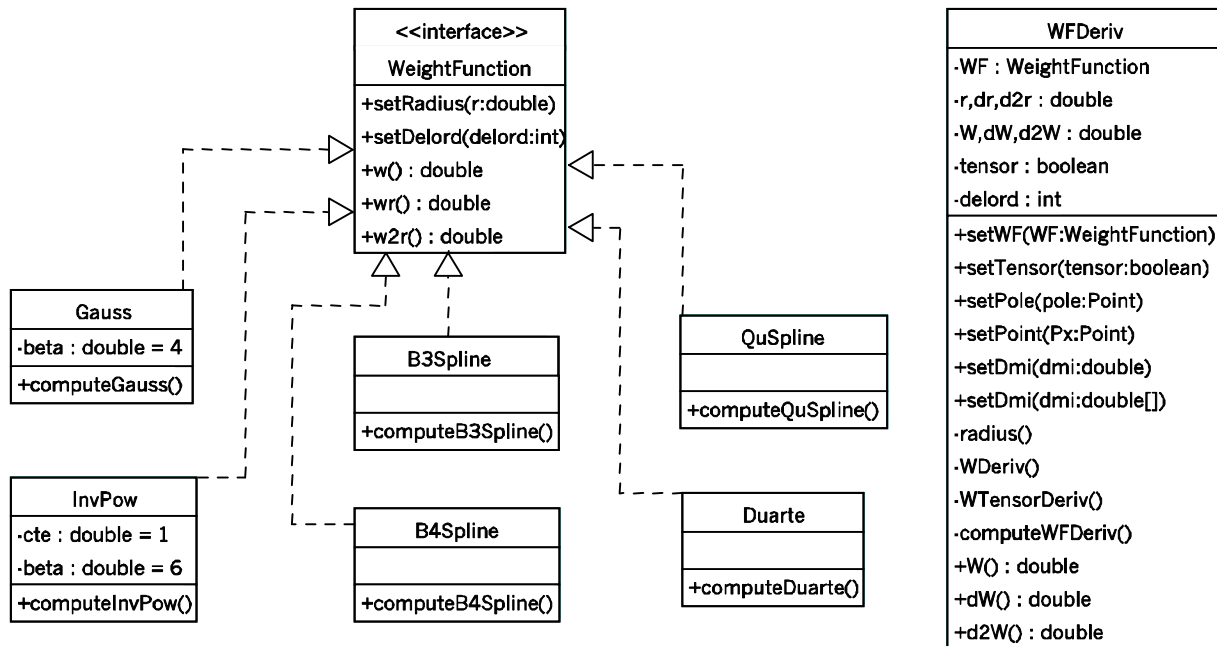 <<interface>>
WeightFunction
+setRadius(r:double)
+setDelord(delord:int)
+w() : double
+wr() : double
+w2r() : double
Gauss
-beta : double = 4
+computeGauss()
InvPow
-cte : double = 1
-beta : double = 6
+computeInvPow()
B3Spline
+computeB3Spline()
B4Spline
+computeB4Spline()
QuSpline
+computeQuSpline()
Duarte
+computeDuarte()
WFDeriv
-WF : WeightFunction
-r,dr,d2r : double
-W,dW,d2W : double
-tensor : boolean
-delord : int
+setWF(WF:WeightFunction)
+setTensor(tensor:boolean)
+setPole(pole:Point)
+setPoint(Px:Point)
+setDmi(dmi:double)
+setDmi(dmi:double[])
-radius()
-WDeriv()
-WTensorDeriv()
-computeWFDeriv()
+W() : double
+dW() : double
+d2W() : double